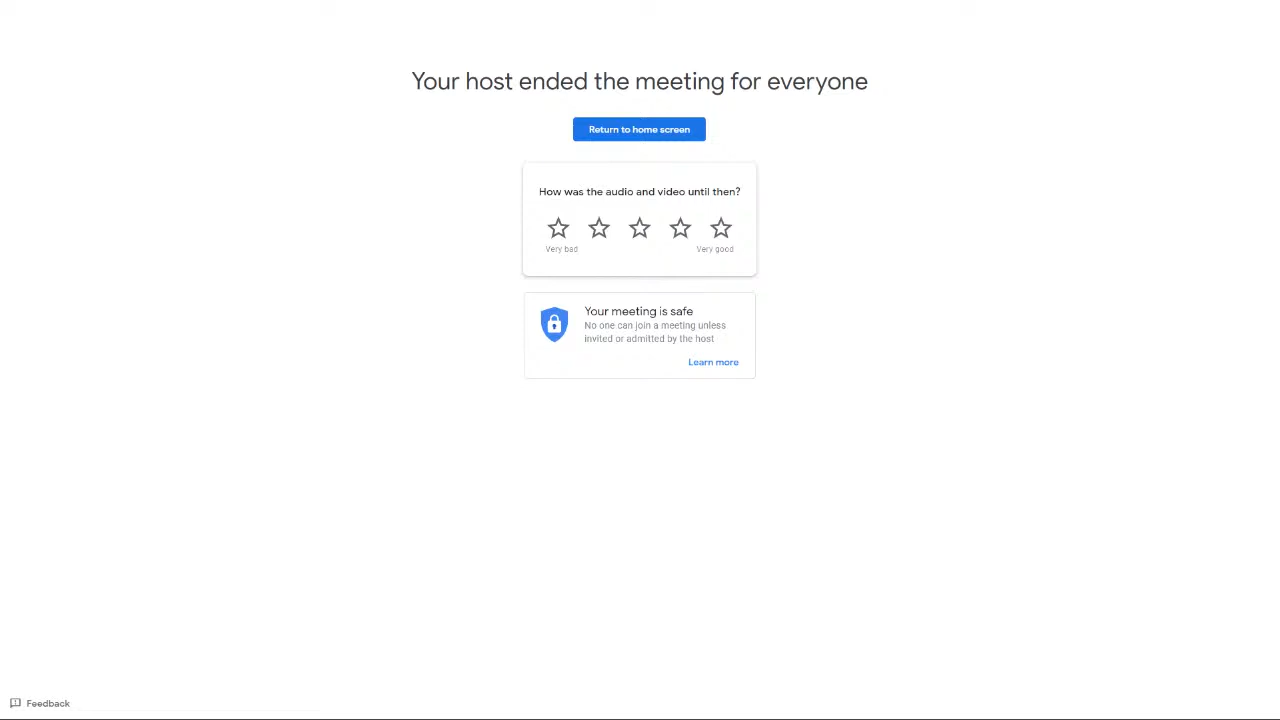 Your host ended the meeting for everyone
Return to home screen
How was the audio and video until then?
Very bad
Very good
Your meeting is safe
No one can join a meeting unless
invited or admitted by the host
Learn more
Feedback